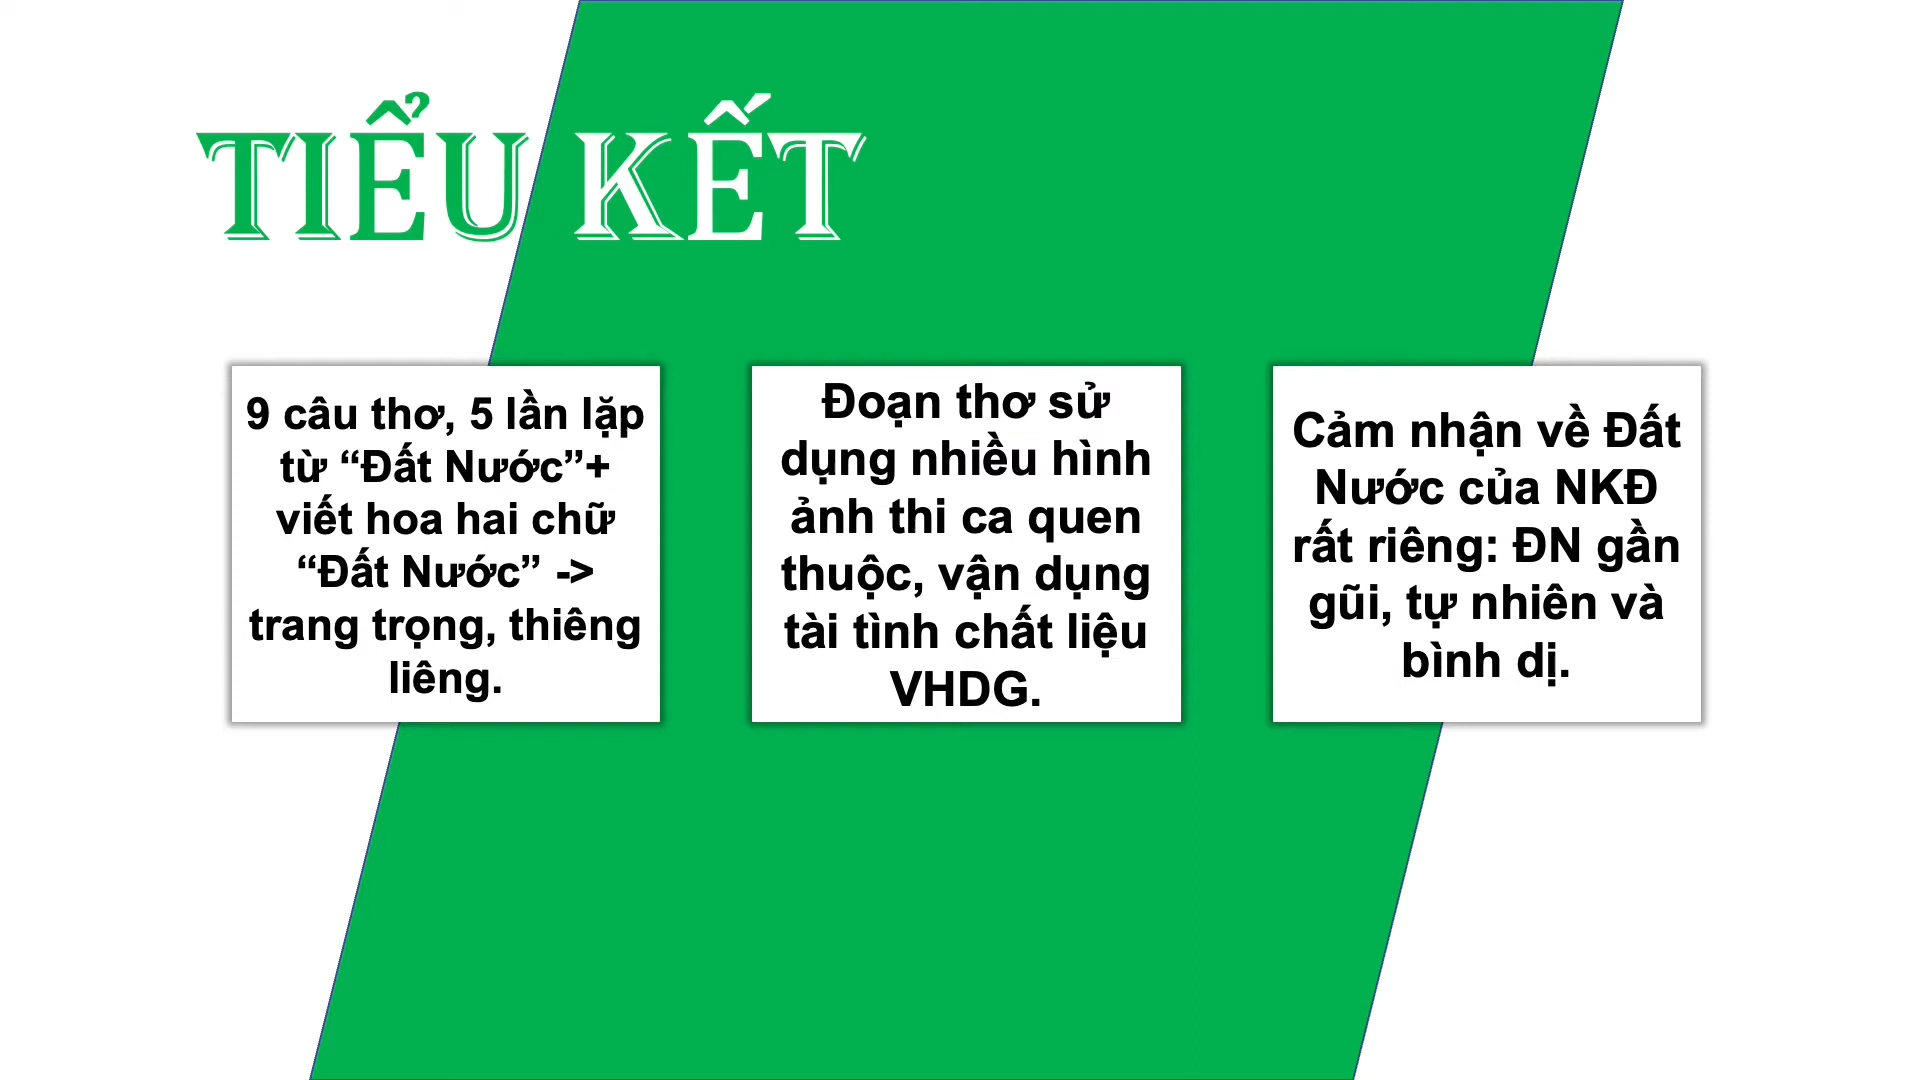 TIỂU KẾT
9 câu thơ, 5 lần lặp
từ “Đất Nước”+
viết hoa hai chữ
“Đất Nước” ->
trang trọng, thiêng
liêng.
Đoạn thơ sử
dụng nhiều hình
ảnh thi ca quen
thuộc, vận dụng
tài tình chất liệu
VHDG.
Cảm nhận về Đất
Nước của NKĐ
rất riêng: ĐN gần
gũi, tự nhiên và
bình dị.